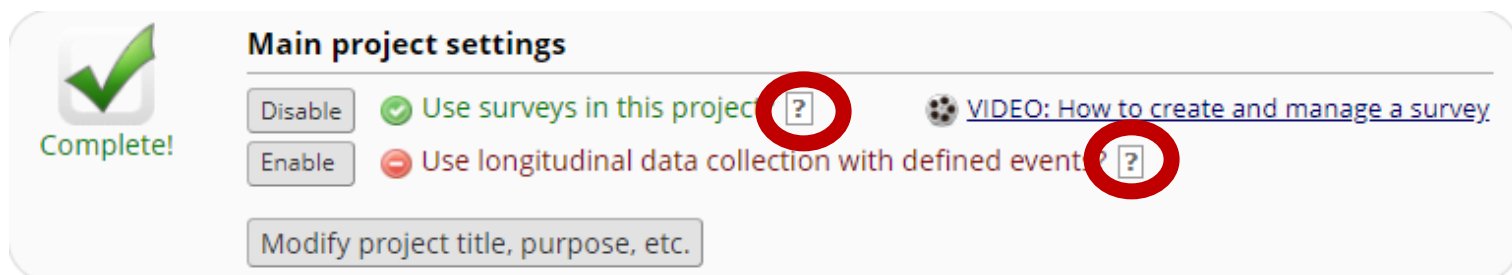 Main project settings
Disable Use surveys in this project ? VIDEO: How to create and manage a survey
Complete!
Enable Use longitudinal data collection with defined events? ?
Modify project title, purpose, etc.